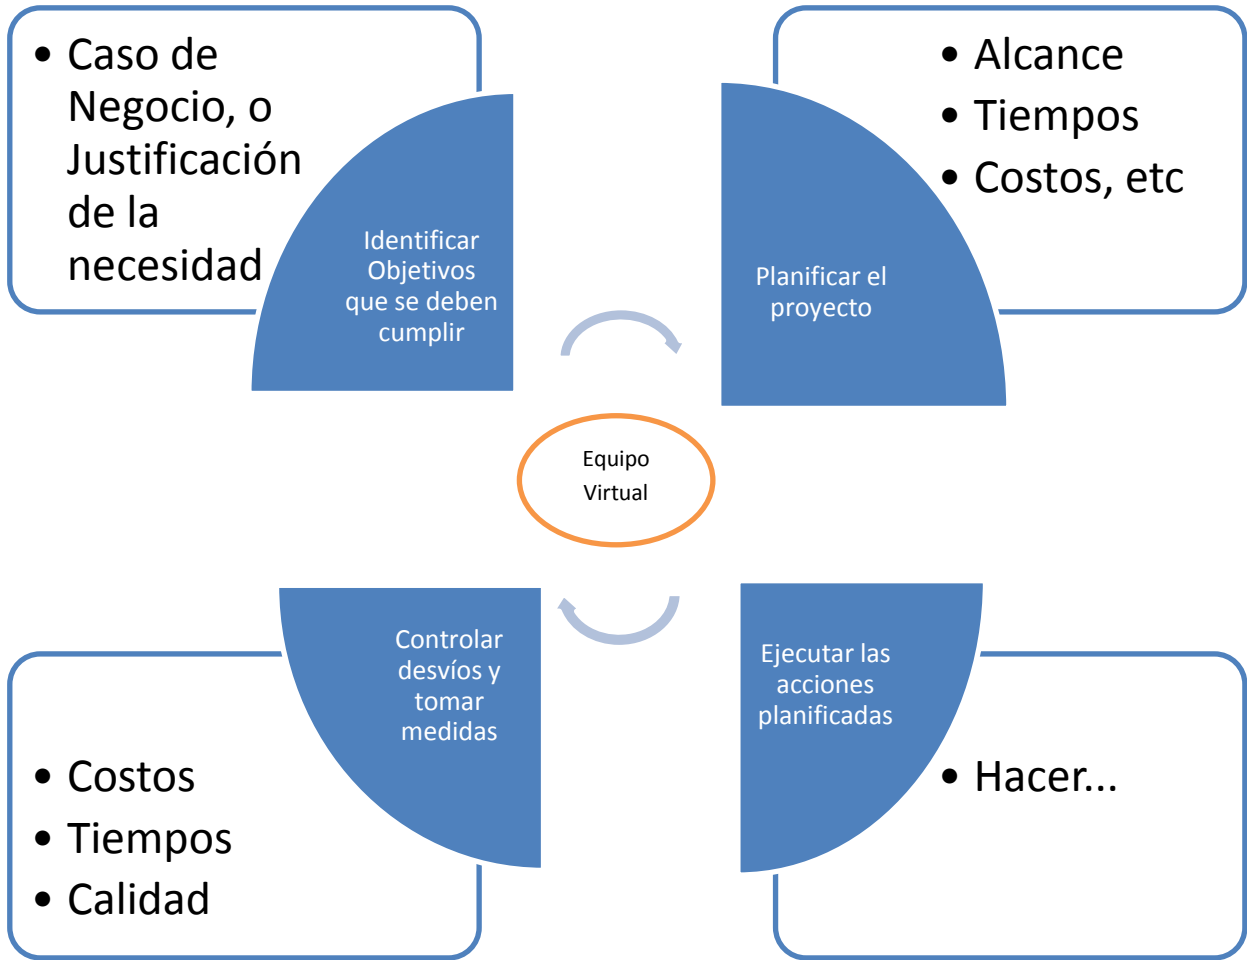 • Caso de
Negocio, o
Justificación
de la
necesidad
Identificar
Objetivos
que se deben
cumplir
• Alcance
• Tiempos
• Costos, etc
Planificar el
proyecto
Equipo
Virtual
Controlar
desvíos y
tomar
medidas
• Costos
• Tiempos
• Calidad
Ejecutar las
acciones
planificadas
• Hacer...